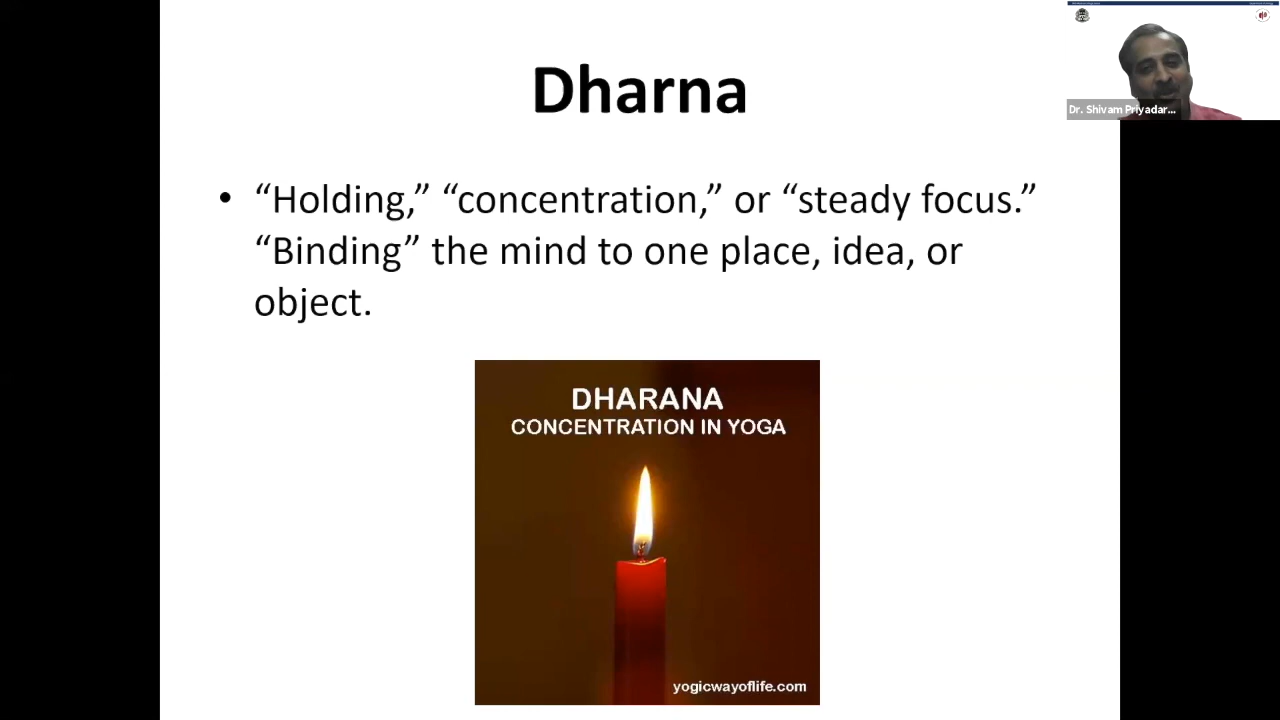 Dharna
• “Holding,” “concentration,” or “steady focus.”
“Binding” the mind to one place, idea, or
object.
DHARANA
CONCENTRATION IN YOGA
yogicwayoflife.com
Dr. Shivam Priyadar...